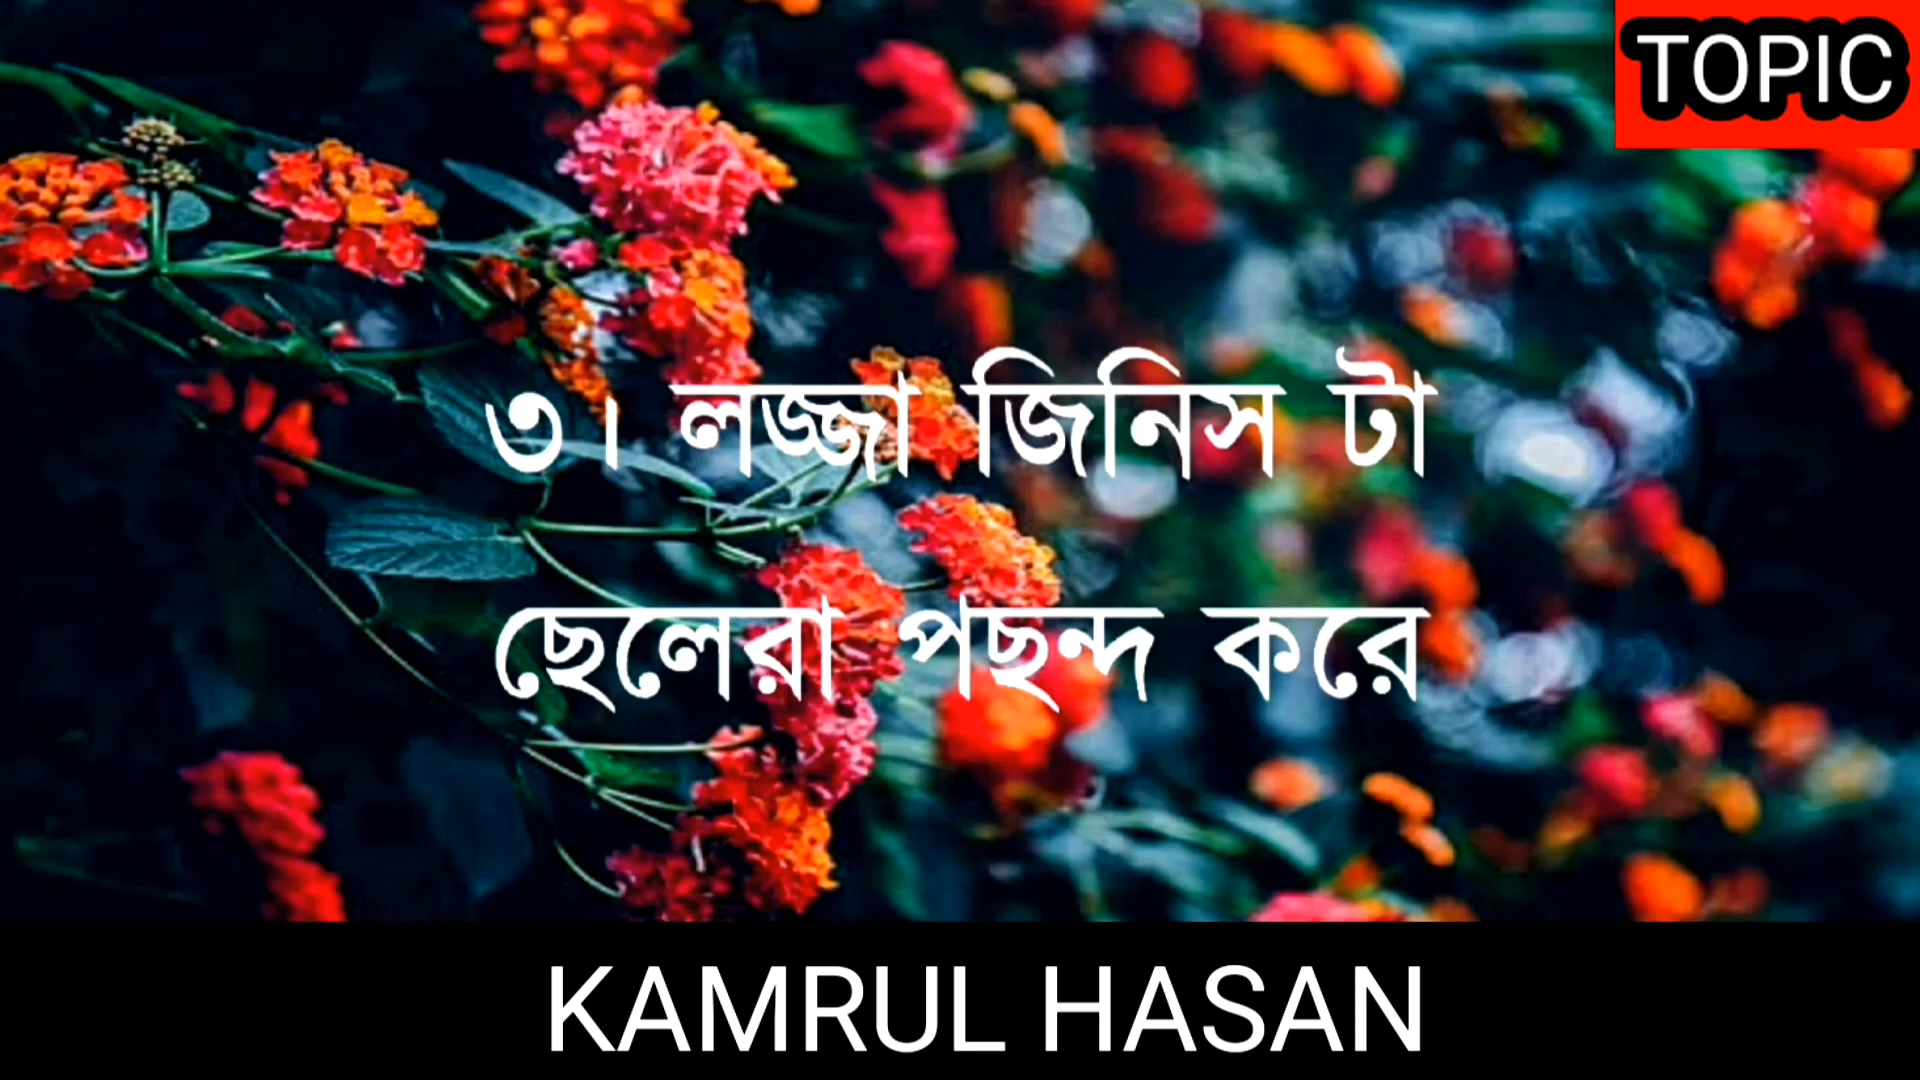 TOPIC
৩। লজ্জা জিনিস টা
ছেলেরা পছন্দ করে
KAMRUL HASAN